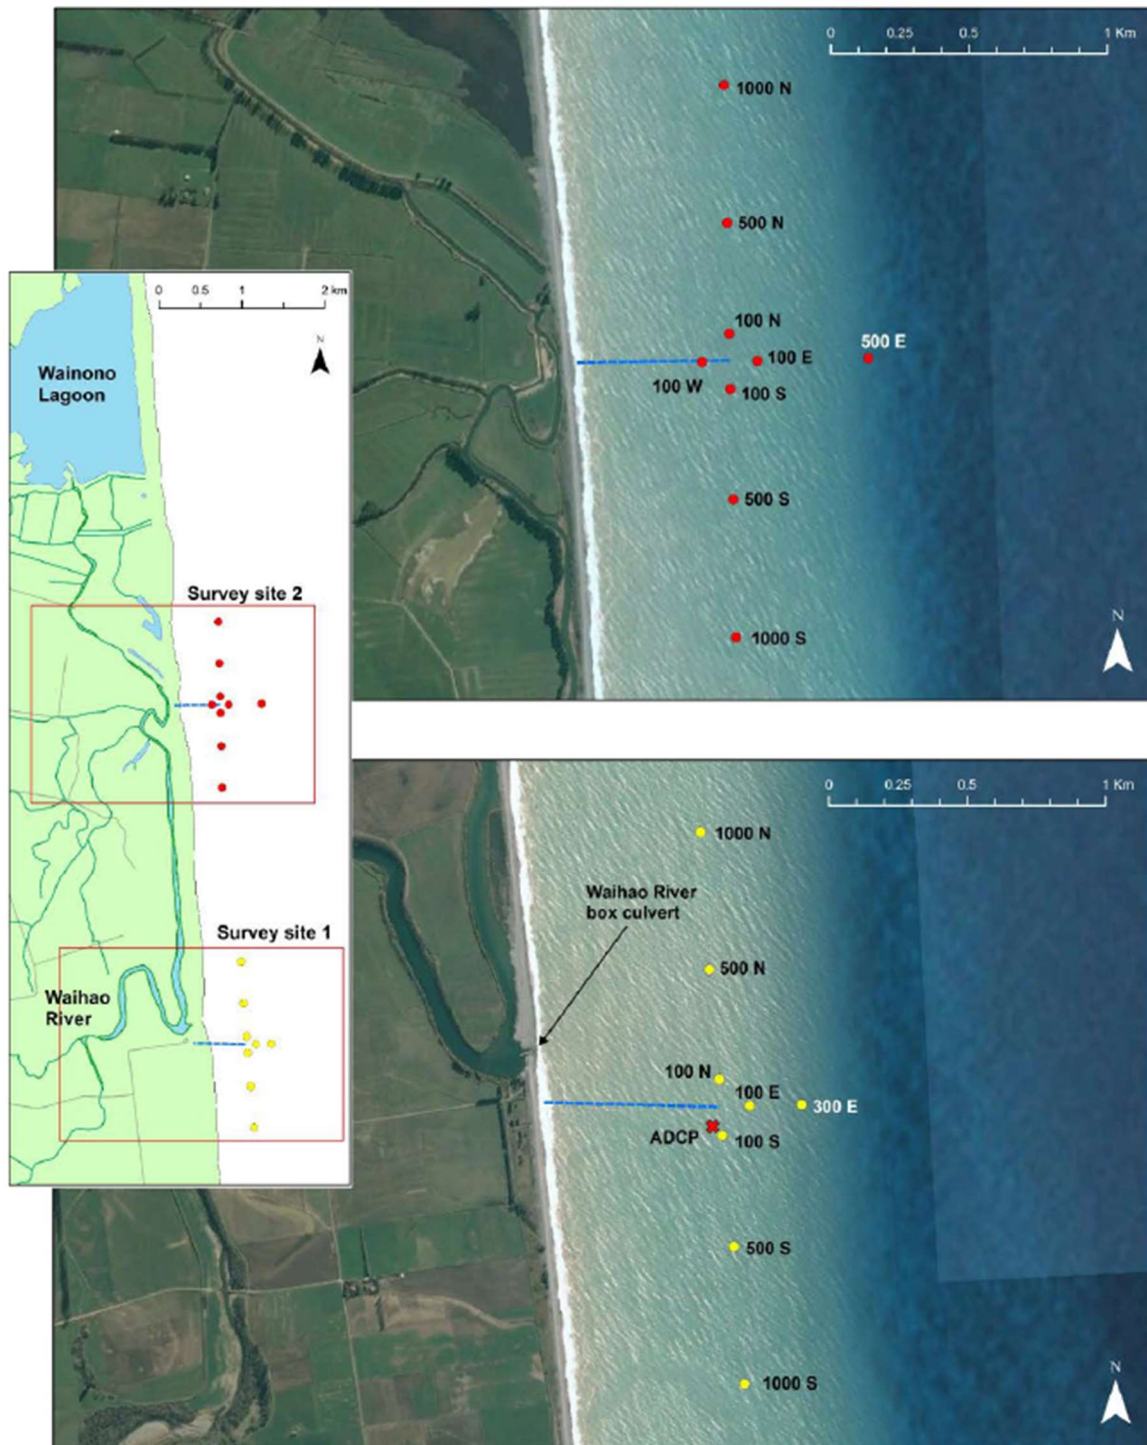 0 0.25 0.5 1 Km
1000 N
500 N
100 N
100 E
500 E
100 W
100 S
500 S
1000 S
N
0 0.5 1 2 km
N
Wainono
Lagoon
Survey site 2
Survey site 1
Waihao
River
0 0.25 0.5 1 Km
1000 N
Waihao River
box culvert
500 N
100 N
100 E
300 E
ADCP
100 S
500 S
1000 S
N